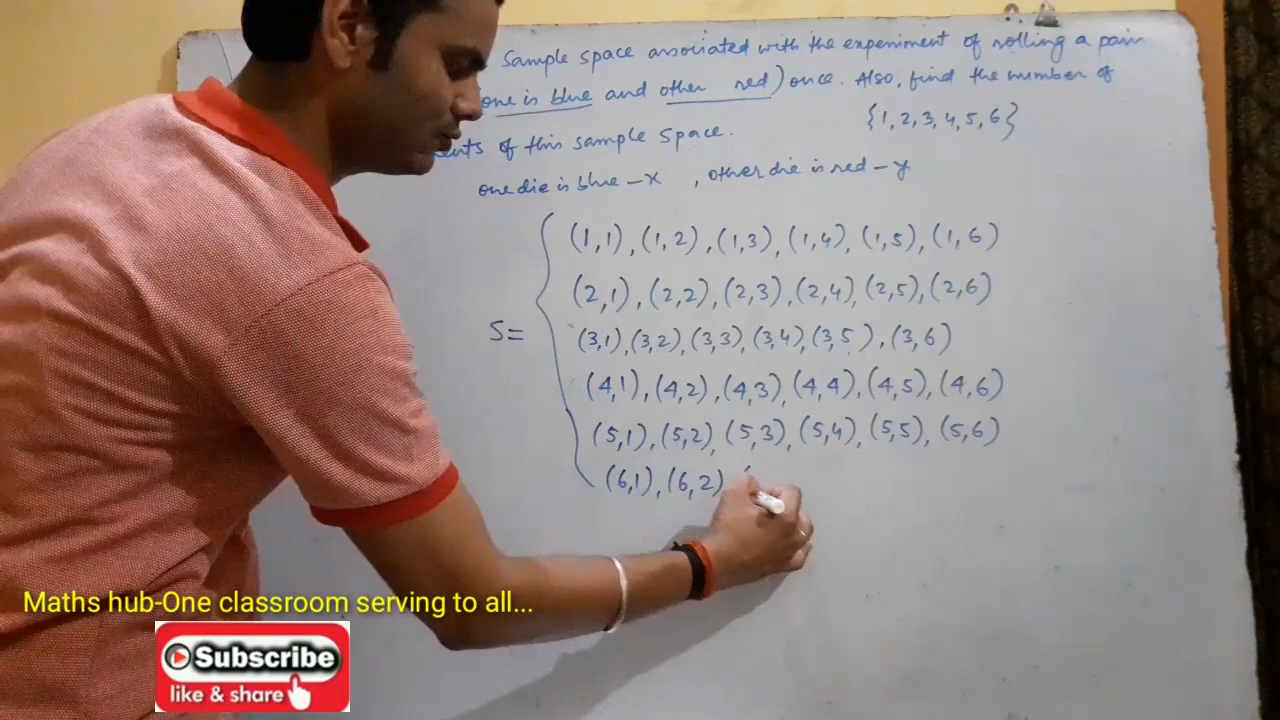 Sample space associated with the experiment of rolling a pair
one is blue and other red) once. Also, find the number of
of this sample space. {1,2,3,4,5,6}
one die is blue - x , other die is red - y
(1,1), (1,2), (1,3), (1,4), (1,5), (1,6)
(2,1), (2,2), (2,3), (2,4), (2,5), (2,6)
S= (3,1), (3,2), (3,3), (3,4), (3,5), (3,6)
(4,1), (4,2), (4,3), (4,4), (4,5), (4,6)
(5,1), (5,2), (5,3), (5,4), (5,5), (5,6)
(6,1), (6,2)
Maths hub-One classroom serving to all...
Subscribe
like & share